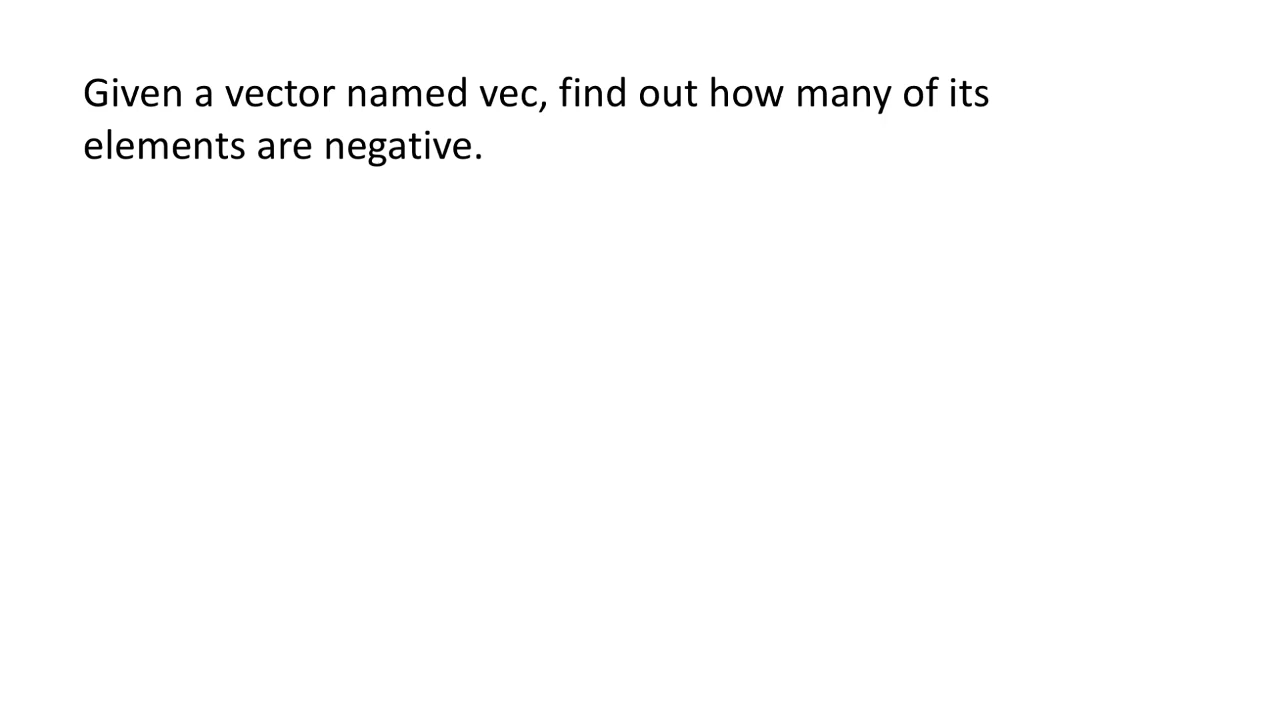 Given a vector named vec, find out how many of its
elements are negative.